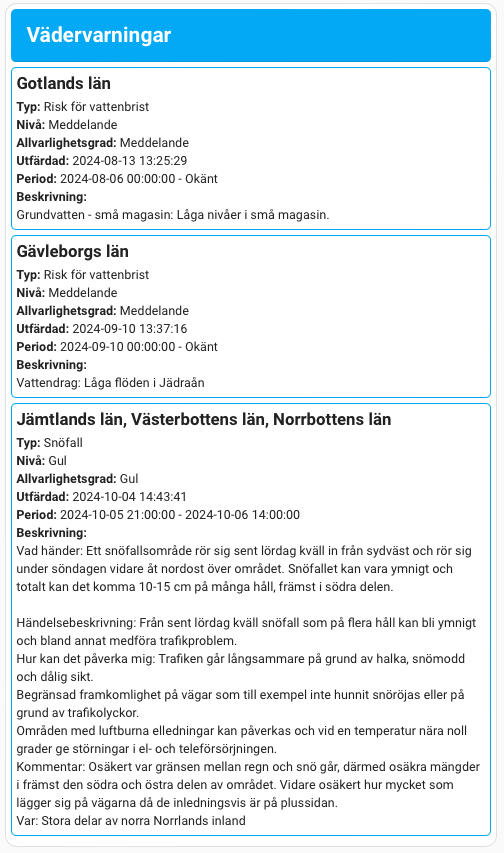 Vädervarningar
Gotlands län
Typ: Risk för vattenbrist
Nivå: Meddelande
Allvarlighetsgrad: Meddelande
Utfärdad: 2024-08-13 13:25:29
Period: 2024-08-06 00:00:00 - Okänt
Beskrivning:
Grundvatten - små magasin: Låga nivåer i små magasin.
Gävleborgs län
Typ: Risk för vattenbrist
Nivå: Meddelande
Allvarlighetsgrad: Meddelande
Utfärdad: 2024-09-10 13:37:16
Period: 2024-09-10 00:00:00 - Okänt
Beskrivning:
Vattendrag: Låga flöden i Jädraån
Jämtlands län, Västerbottens län, Norrbottens län
Typ: Snöfall
Nivå: Gul
Allvarlighetsgrad: Gul
Utfärdad: 2024-10-04 14:43:41
Period: 2024-10-05 21:00:00 - 2024-10-06 14:00:00
Beskrivning:
Vad händer: Ett snöfallsområde rör sig sent lördag kväll in från sydväst och rör sig
under söndagen vidare åt nordost över området. Snöfallet kan vara ymnigt och
totalt kan det komma 10-15 cm på många håll, främst i södra delen.
Händelsebeskrivning: Från sent lördag kväll snöfall som på flera håll kan bli ymnigt
och bland annat medföra trafikproblem.
Hur kan det påverka mig: Trafiken går långsammare på grund av halka, snömodd
och dålig sikt.
Begränsad framkomlighet på vägar som till exempel inte hunnit snöröjas eller på
grund av trafikolyckor.
Områden med luftburna elledningar kan påverkas och vid en temperatur nära noll
grader ge störningar i el- och teleförsörjningen.
Kommentar: Osäkert var gränsen mellan regn och snö går, därmed osäkra mängder
i främst den södra och östra delen av området. Vidare osäkert hur mycket som
lägger sig på vägarna då de inledningsvis är på plussidan.
Var: Stora delar av norra Norrlands inland